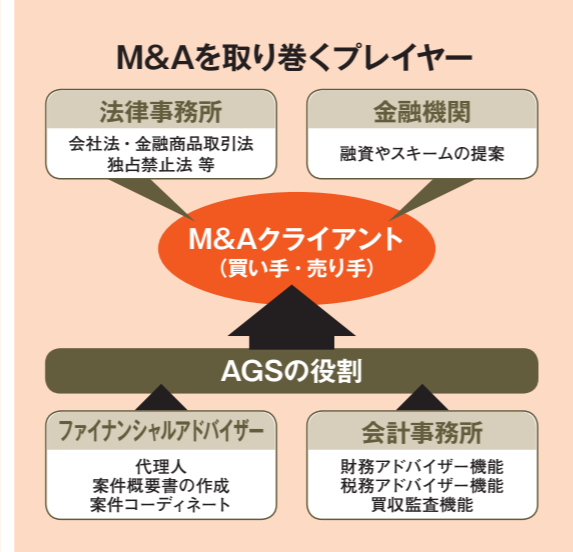 M&Aを取り巻くプレイヤー
法律事務所
会社法・金融商品取引法
独占禁止法 等
金融機関
融資やスキームの提案
M&Aクライアント
(買い手・売り手)
AGSの役割
ファイナンシャルアドバイザー
代理人
案件概要書の作成
案件コーディネート
会計事務所
財務アドバイザー機能
税務アドバイザー機能
買収監査機能